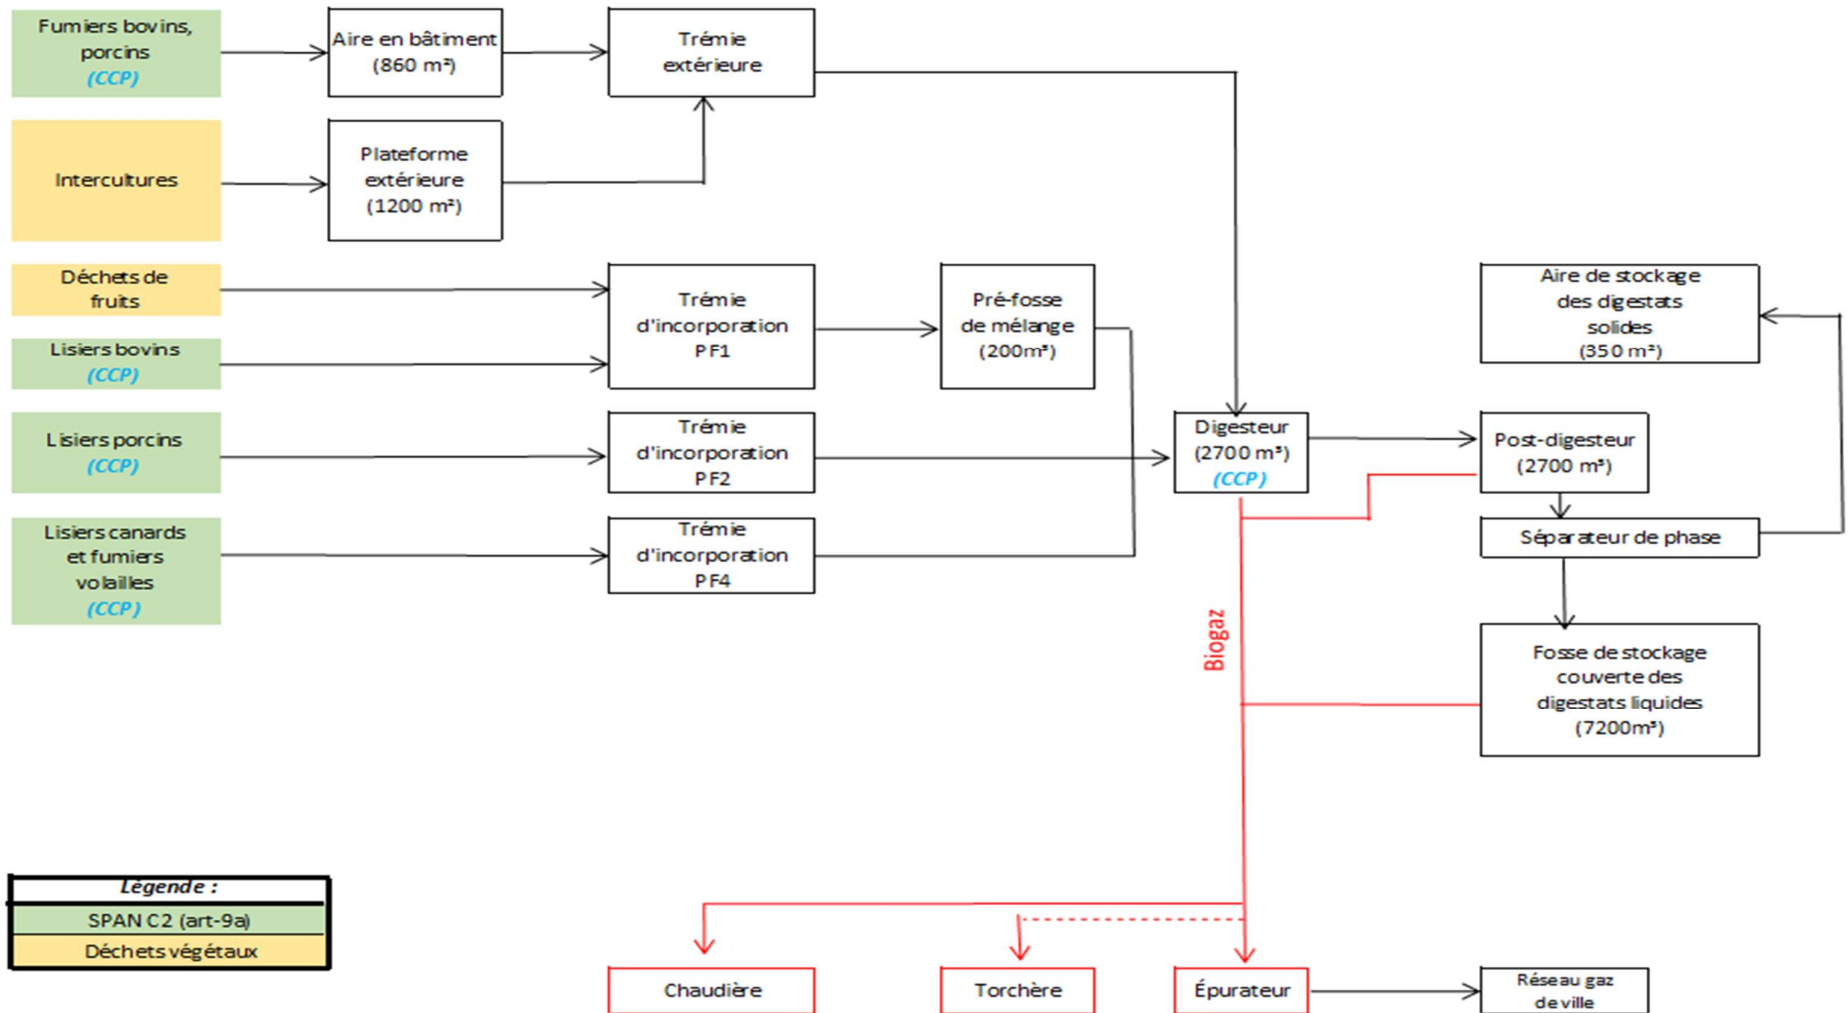 Fumiers bovins,
porcins
(CCP)
Aire en bâtiment
(860 m²)
Trémie
extérieure
Intercultures
Plateforme
extérieure
(1200 m²)
Déchets de
fruits
Lisiers bovins
(CCP)
Trémie
d'incorporation
PF1
Pré-fosse
de mélange
(200m³)
Aire de stockage
des digestats
solides
(350 m²)
Lisiers porcins
(CCP)
Trémie
d'incorporation
PF2
Digesteur
(2700 m³)
(CCP)
Post-digesteur
(2700 m³)
Lisiers canards
et fumiers
volailles
(CCP)
Trémie
d'incorporation
PF4
Séparateur de phase
Biogaz
Fosse de stockage
couverte des
digestats liquides
(7200m³)
Légende :
SPAN C2 (art-9a)
Déchets végétaux
Chaudière
Torchère
Épurateur
Réseau gaz
de ville